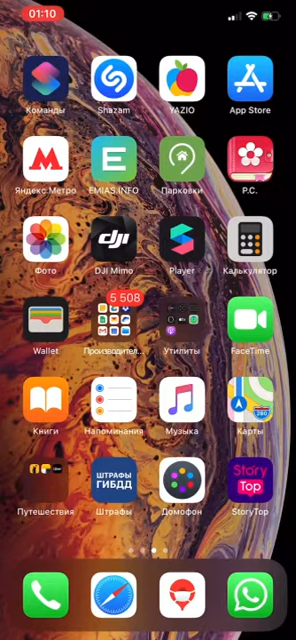 01:10
Команды Shazam YAZIO App Store
Яндекс.Метро EMIAS.INFO Парковки P.C.
Фото DJI Mimo Player Калькулятор
5 508
Wallet Производител... Утилиты FaceTime
Книги Напоминания Музыка Карты
280
ШТРАФЫ
ГИБДД
Story
Top
Путешествия Штрафы Домофон StoryTop